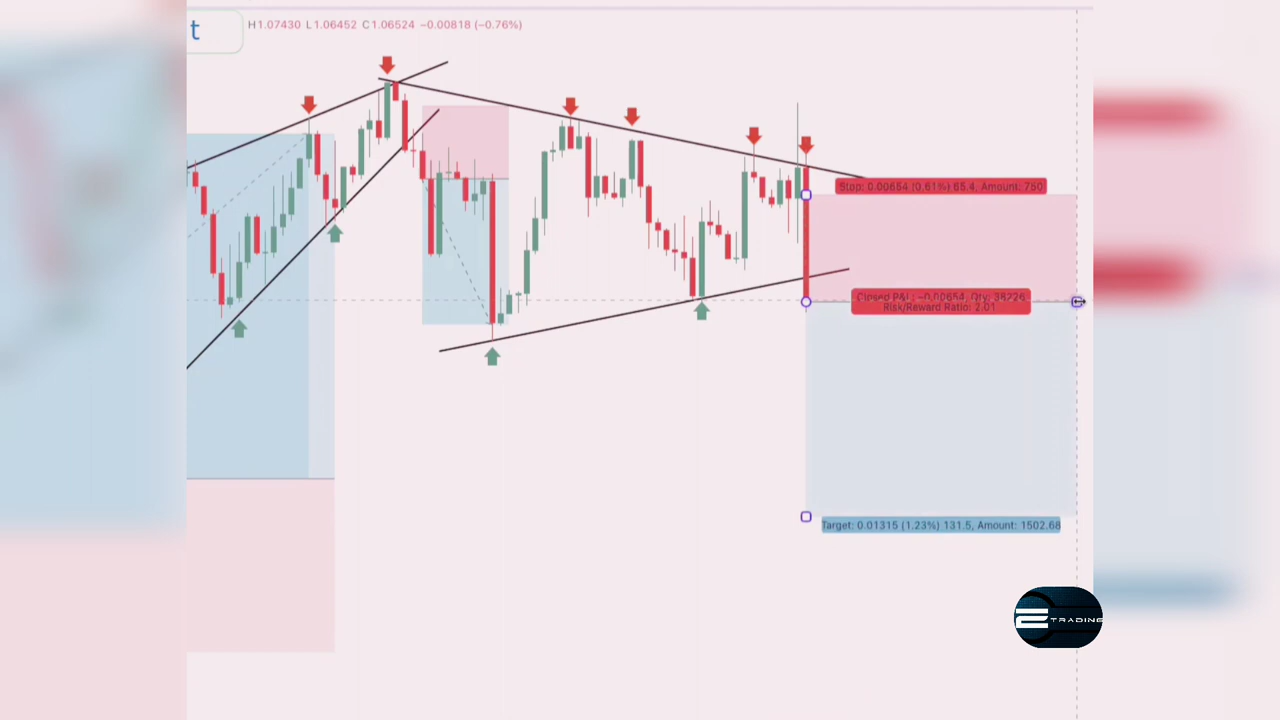 t
H1.07430 L1.06452 C1.06524 −0.00818 (−0.76%)
Stop: 0.00654 (0.61%) 65.4, Amount: 750
Closed P&L: −0.00654, Qty: 38226
Risk/Reward Ratio: 2.01
Target: 0.01315 (1.23%) 131.5, Amount: 1502.68
E TRADING